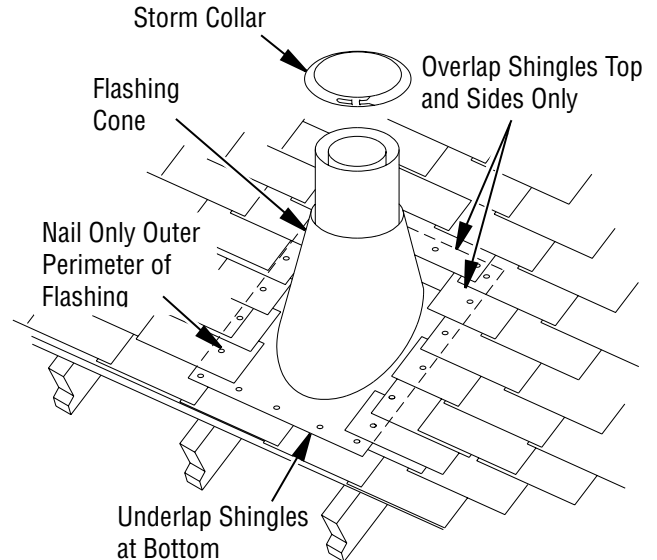 Storm Collar
Flashing
Cone
Overlap Shingles Top
and Sides Only
Nail Only Outer
Perimeter of
Flashing
Underlap Shingles
at Bottom